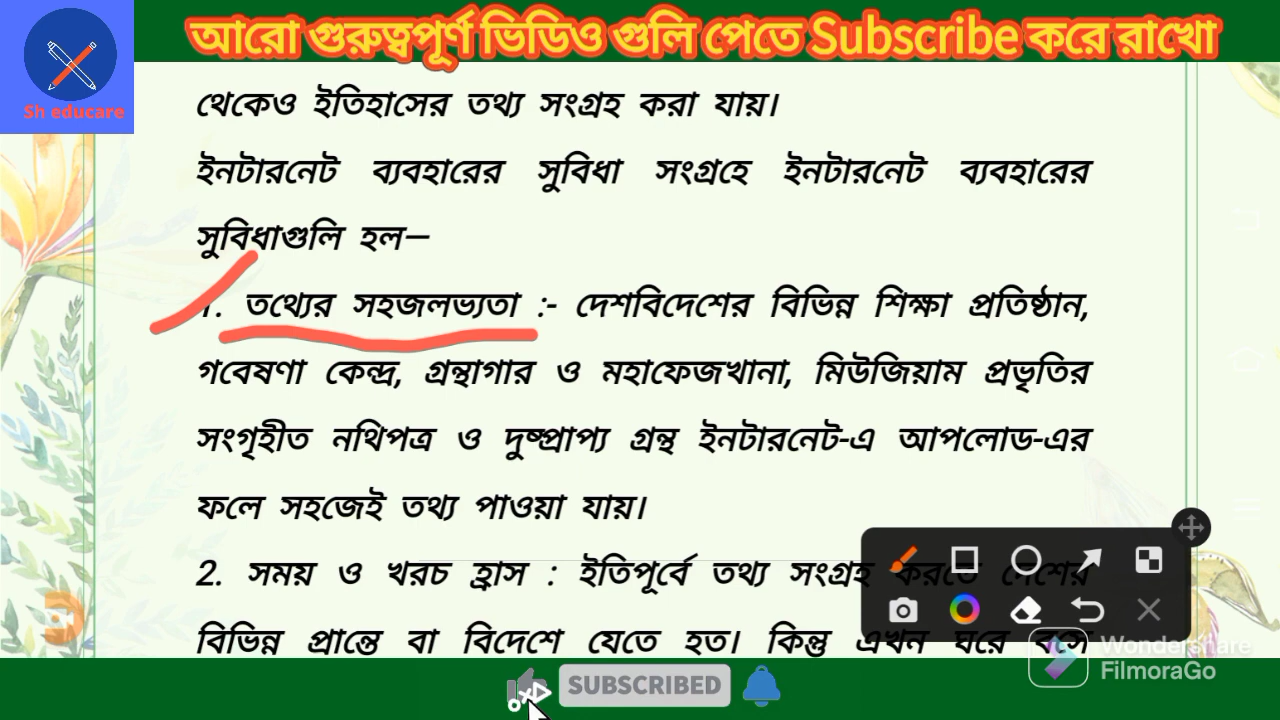 আরো গুরুত্বপূর্ণ ভিডিও গুলি পেতে Subscribe করে রাখো
Sh educare
থেকেও ইতিহাসের তথ্য সংগ্রহ করা যায়।
ইনটারনেট ব্যবহারের সুবিধা সংগ্রহে ইনটারনেট ব্যবহারের
সুবিধাগুলি হল—
1. তথ্যের সহজলভ্যতা :- দেশবিদেশের বিভিন্ন শিক্ষা প্রতিষ্ঠান,
গবেষণা কেন্দ্র, গ্রন্থাগার ও মহাফেজখানা, মিউজিয়াম প্রভৃতির
সংগৃহীত নথিপত্র ও দুষ্প্রাপ্য গ্রন্থ ইনটারনেট-এ আপলোড-এর
ফলে সহজেই তথ্য পাওয়া যায়।
2. সময় ও খরচ হ্রাস : ইতিপূর্বে তথ্য সংগ্রহ করতে দেশের
বিভিন্ন প্রান্তে বা বিদেশে যেতে হত। কিন্তু এখন ঘরে বসে
Wondershare
FilmoraGo
SUBSCRIBED